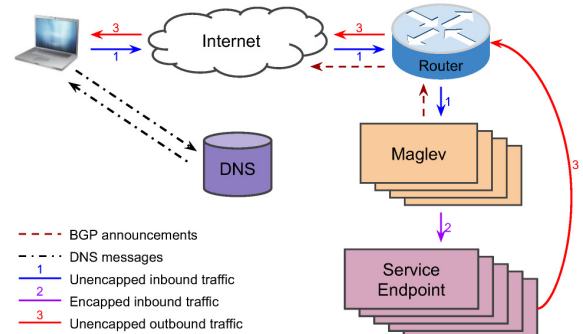 3
3
Internet
1
1
Router
1
Maglev
DNS
3
2
BGP announcements
DNS messages
Service
Endpoint
1
Unencapped inbound traffic
2
Encapped inbound traffic
3
Unencapped outbound traffic